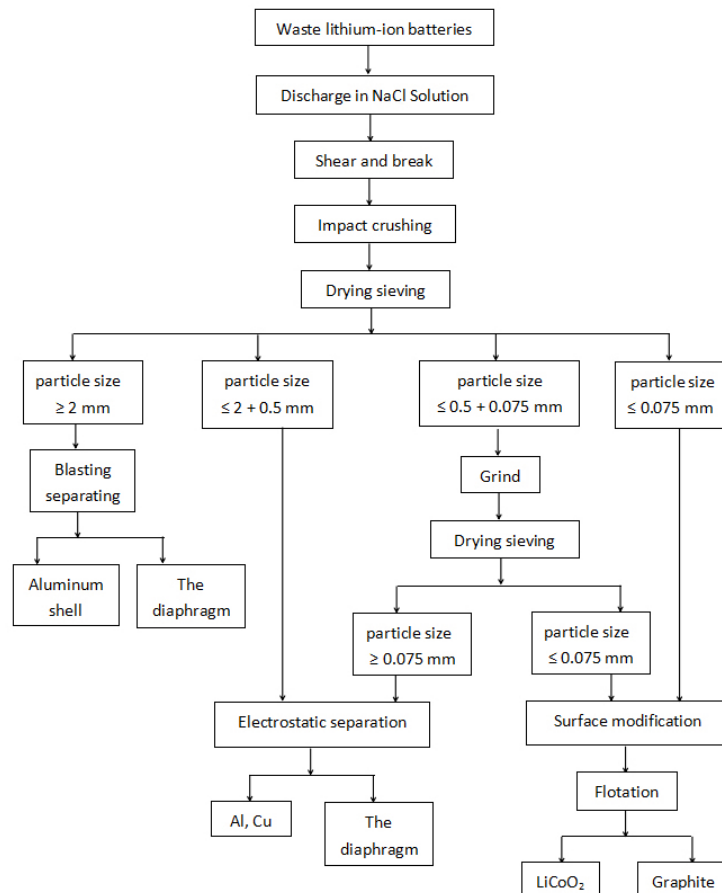 Waste lithium-ion batteries
Discharge in NaCl Solution
Shear and break
Impact crushing
Drying sieving
particle size
≥ 2 mm
particle size
≤ 2 + 0.5 mm
particle size
≤ 0.5 + 0.075 mm
particle size
≤ 0.075 mm
Blasting
separating
Grind
Drying sieving
Aluminum
shell
The
diaphragm
particle size
≥ 0.075 mm
particle size
≤ 0.075 mm
Electrostatic separation
Surface modification
Al, Cu
The
diaphragm
Flotation
LiCoO₂
Graphite